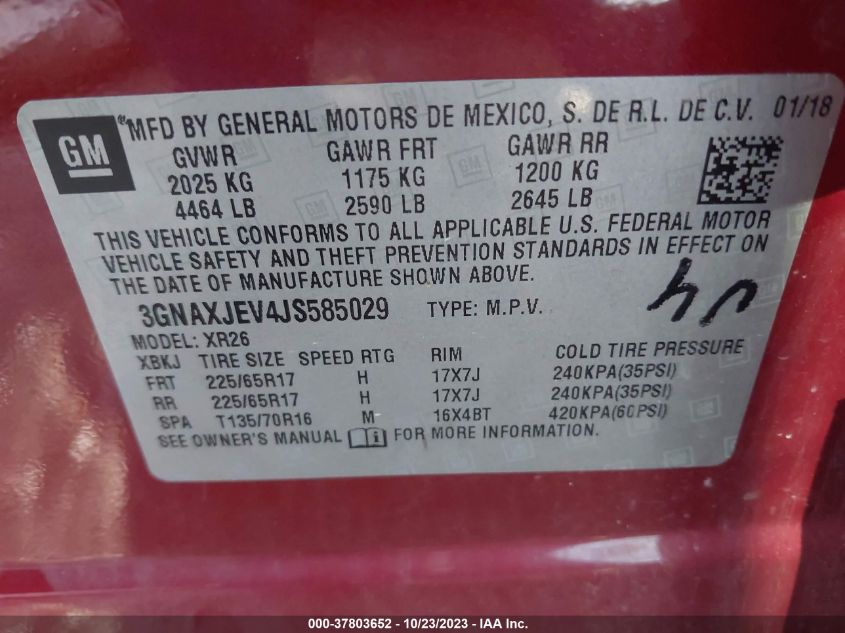 GM
MFD BY GENERAL MOTORS DE MEXICO, S. DE R.L. DE C.V. 01/18
GVWR GAWR FRT GAWR RR
2025 KG 1175 KG 1200 KG
4464 LB 2590 LB 2645 LB
THIS VEHICLE CONFORMS TO ALL APPLICABLE U.S. FEDERAL MOTOR
VEHICLE SAFETY AND THEFT PREVENTION STANDARDS IN EFFECT ON
THE DATE OF MANUFACTURE SHOWN ABOVE.
3GNAXJEV4JS585029 TYPE: M.P.V.
MODEL: XR26
XBKJ TIRE SIZE SPEED RTG RIM COLD TIRE PRESSURE
FRT 225/65R17 H 17X7J 240KPA(35PSI)
RR 225/65R17 H 17X7J 240KPA(35PSI)
SPA T135/70R16 M 16X4BT 420KPA(60PSI)
SEE OWNER'S MANUAL FOR MORE INFORMATION.
000-37803652 - 10/23/2023 - IAA Inc.